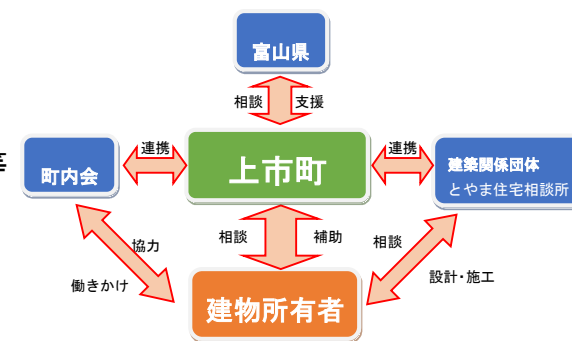 富山県
相談 支援
連携
連携
等
町内会
上市町
建築関係団体
とやま住宅相談所
協力
相談
補助
相談
働きかけ
設計・施工
建物所有者